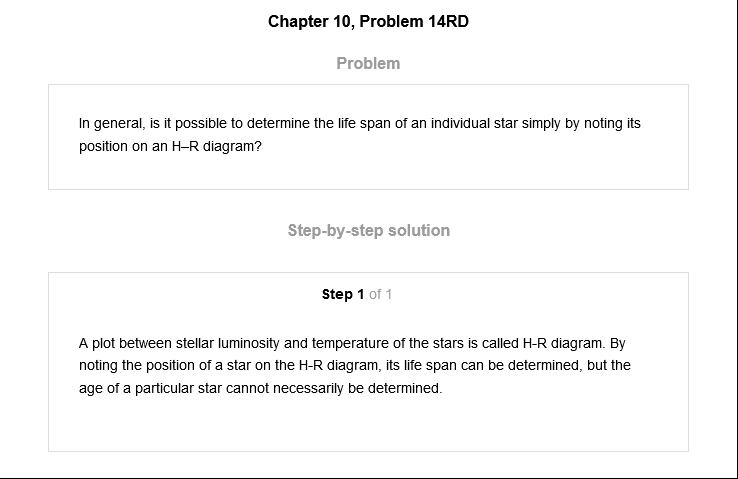 Chapter 10, Problem 14RD
Problem
In general, is it possible to determine the life span of an individual star simply by noting its
position on an H–R diagram?
Step-by-step solution
Step 1 of 1
A plot between stellar luminosity and temperature of the stars is called H-R diagram. By
noting the position of a star on the H-R diagram, its life span can be determined, but the
age of a particular star cannot necessarily be determined.